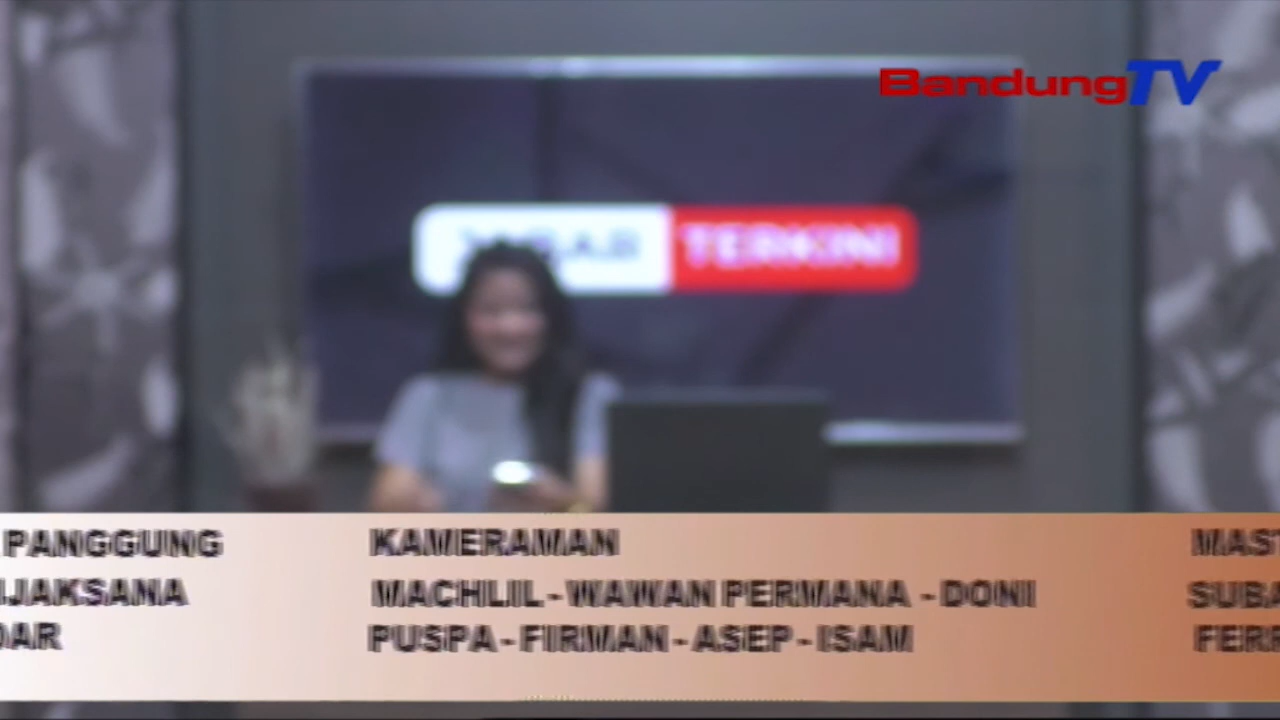 BandungTV
TERKINI
PANGGUNG
KAMERAMAN
MACHLIL - WAWAN PERMANA - DONI
PUSPA - FIRMAN - ASEP - ISAM